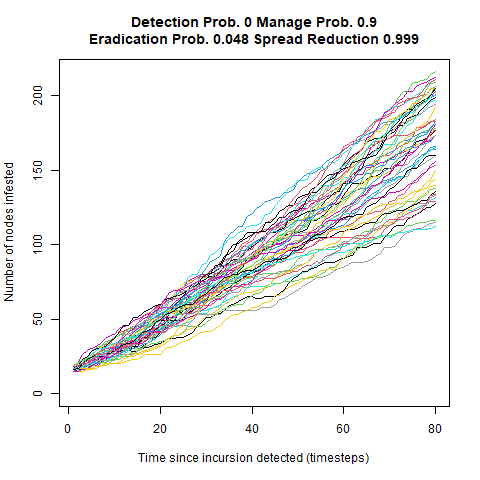 Detection Prob. 0 Manage Prob. 0.9
Eradication Prob. 0.048 Spread Reduction 0.999
Number of nodes infested
200
150
100
50
0
0 20 40 60 80
Time since incursion detected (timesteps)